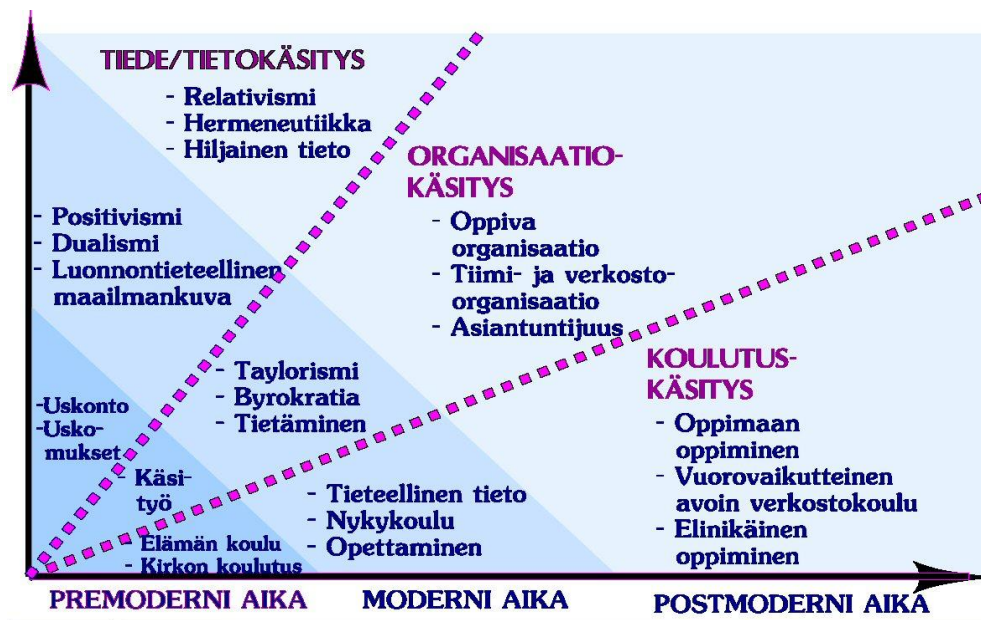 TIEDE/TIETOKÄSITYS
- Relativismi
- Hermeneutiikka
- Hiljainen tieto
- Positivismi
- Dualismi
- Luonnontieteellinen
maailmankuva
-Uskonto
-Usko-
mukset
ORGANISAATIO-
KÄSITYS
- Oppiva
organisaatio
- Tiimi- ja verkosto-
organisaatio
- Asiantuntijuus
- Taylorismi
- Byrokratia
- Tietäminen
- Käsi-
työ
KOULUTUS-
KÄSITYS
- Oppimaan
oppiminen
- Vuorovaikutteinen
avoin verkostokoulu
- Elinikäinen
oppiminen
- Tieteellinen tieto
- Nykykoulu
- Opettaminen
- Elämän koulu
- Kirkon koulutus
PREMODERNI AIKA
MODERNI AIKA
POSTMODERNI AIKA